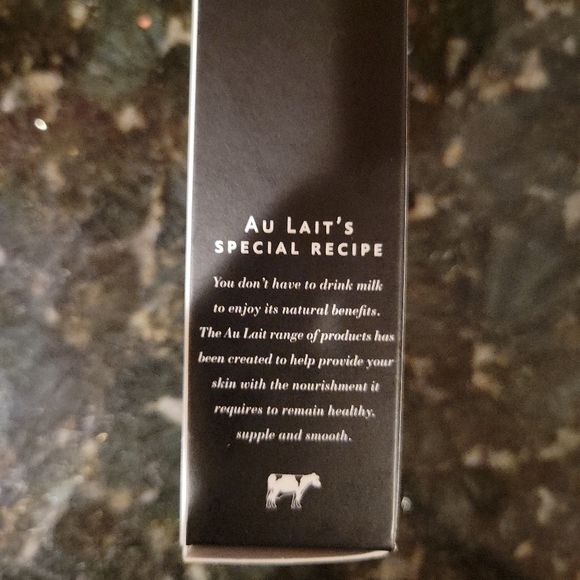 AU LAIT'S
SPECIAL RECIPE
You don't have to drink milk
to enjoy its natural benefits.
The Au Lait range of products has
been created to help provide your
skin with the nourishment it
requires to remain healthy,
supple and smooth.